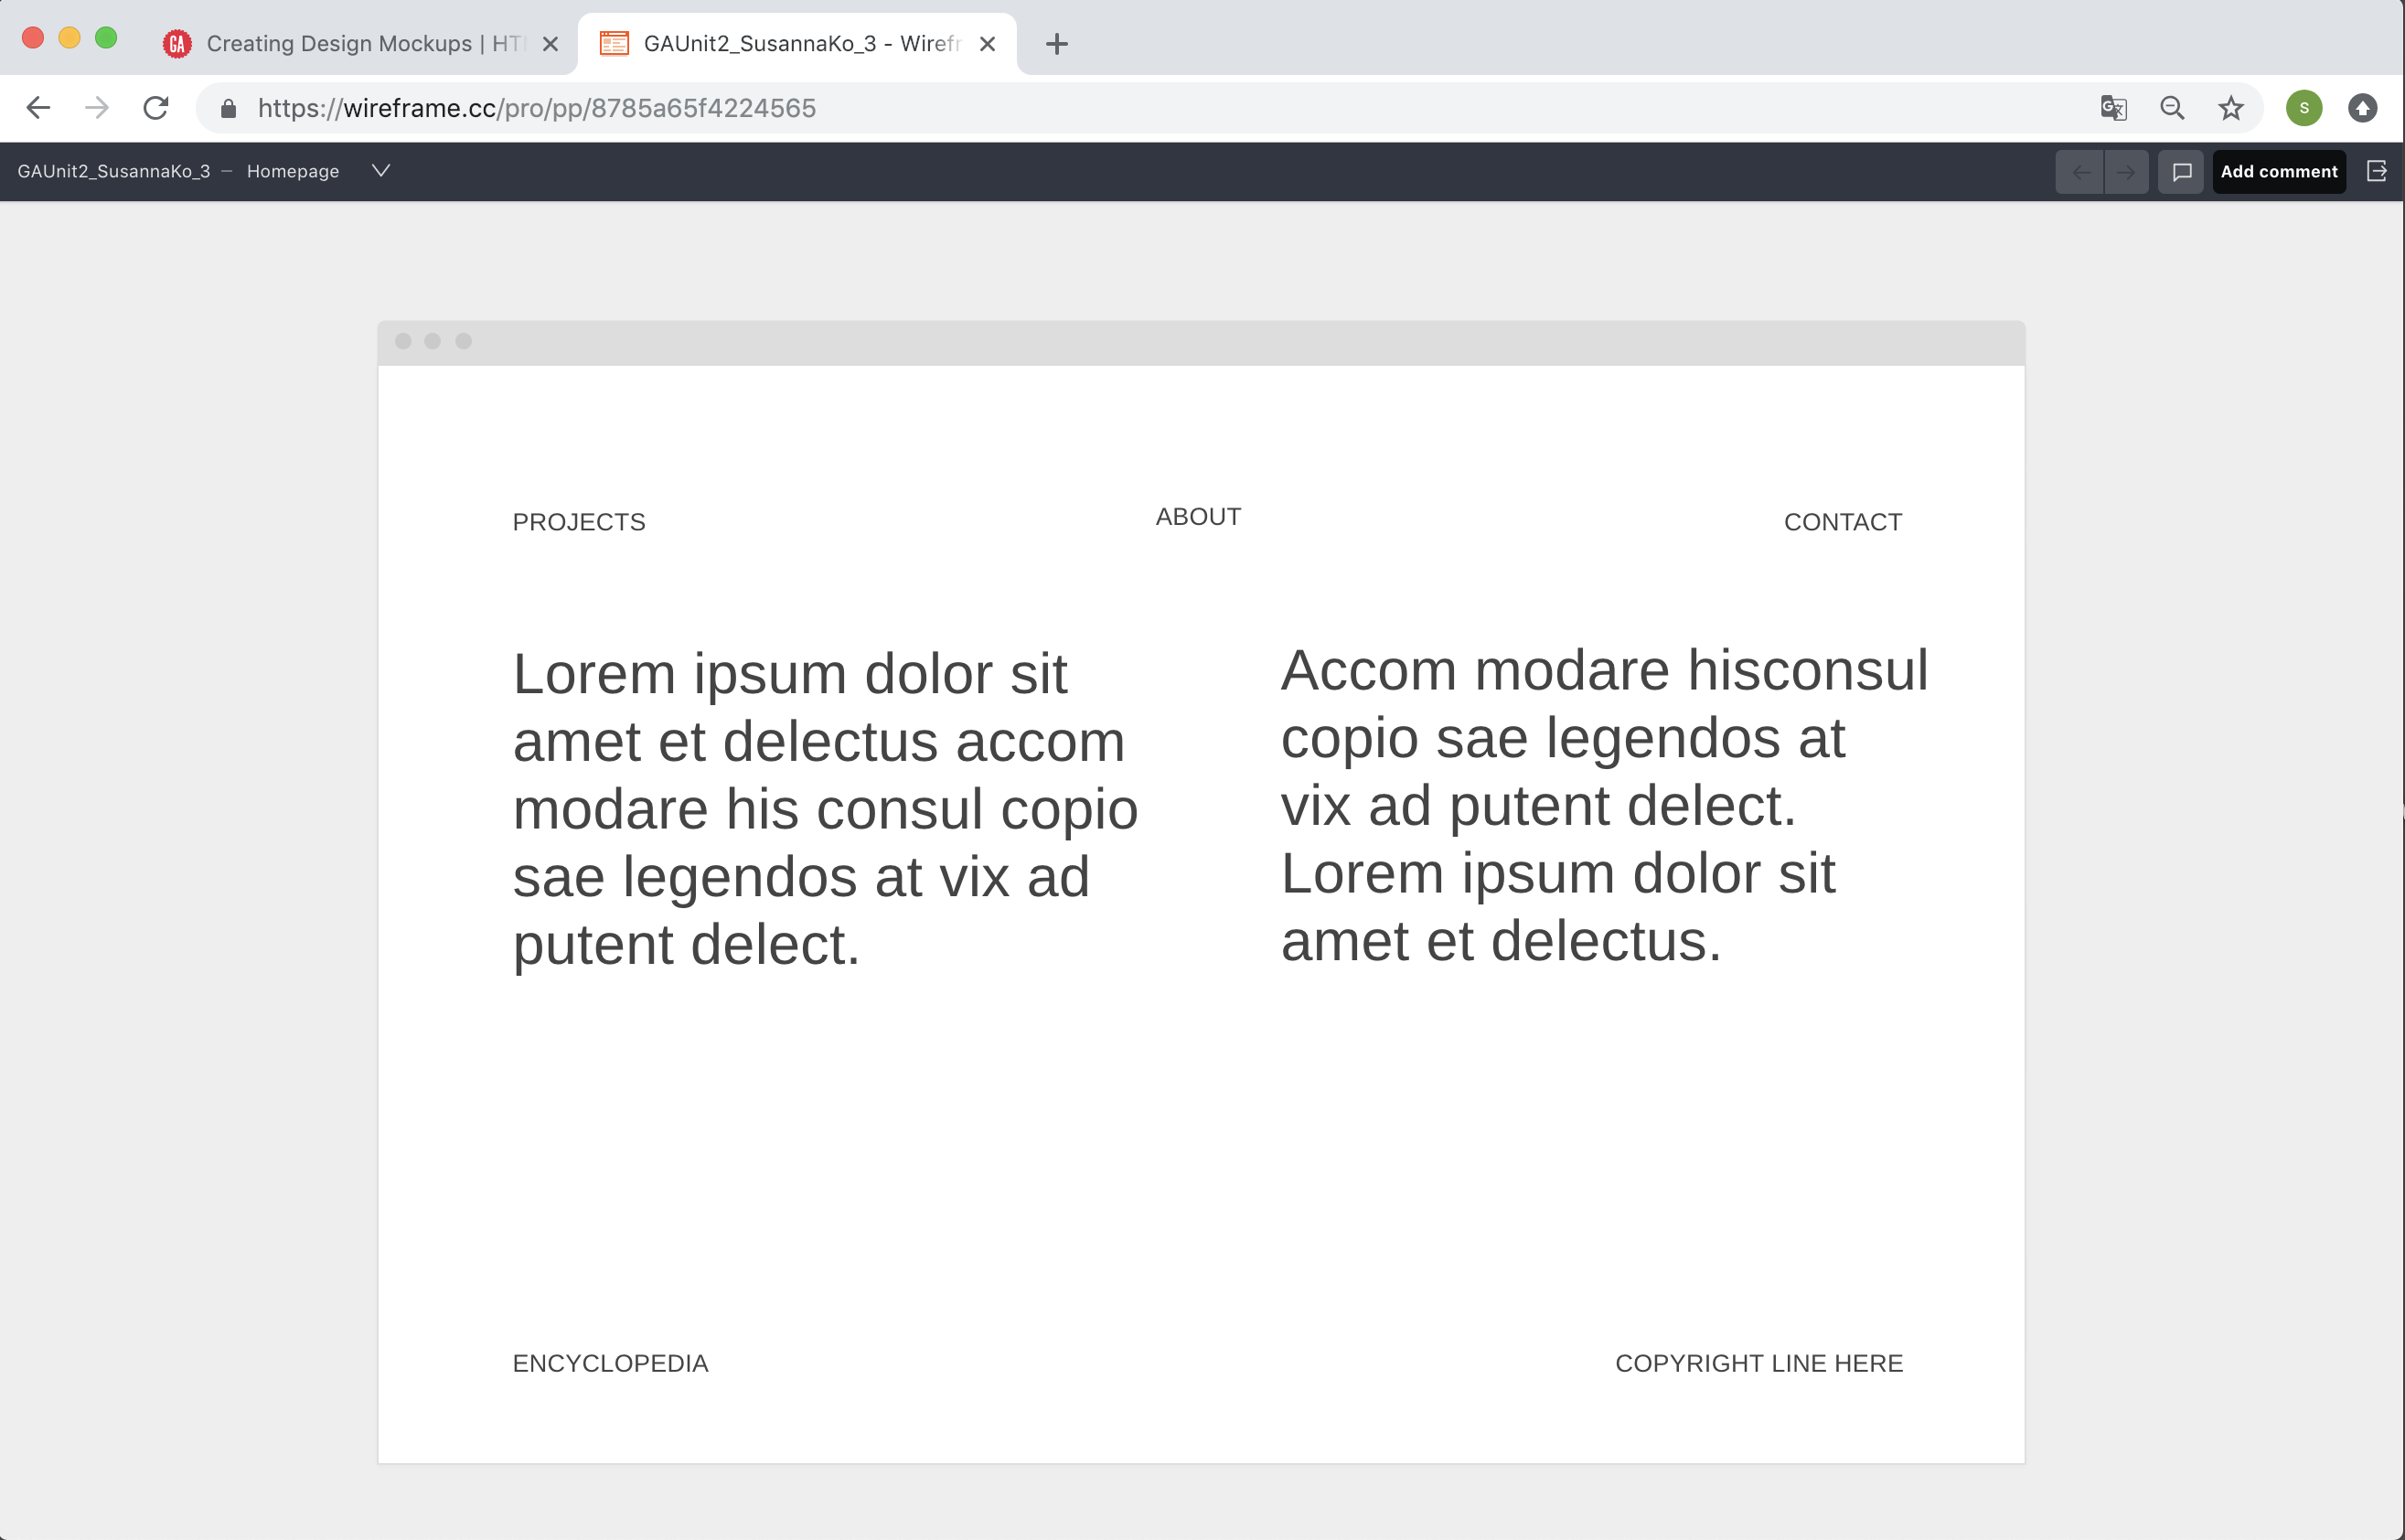 GA Creating Design Mockups | HT
GAUnit2_SusannaKo_3 - Wirefr
https://wireframe.cc/pro/pp/8785a65f4224565
S
GAUnit2_SusannaKo_3 – Homepage
Add comment
PROJECTS
ABOUT
CONTACT
Lorem ipsum dolor sit
amet et delectus accom
modare his consul copio
sae legendos at vix ad
putent delect.
Accom modare hisconsul
copio sae legendos at
vix ad putent delect.
Lorem ipsum dolor sit
amet et delectus.
ENCYCLOPEDIA
COPYRIGHT LINE HERE